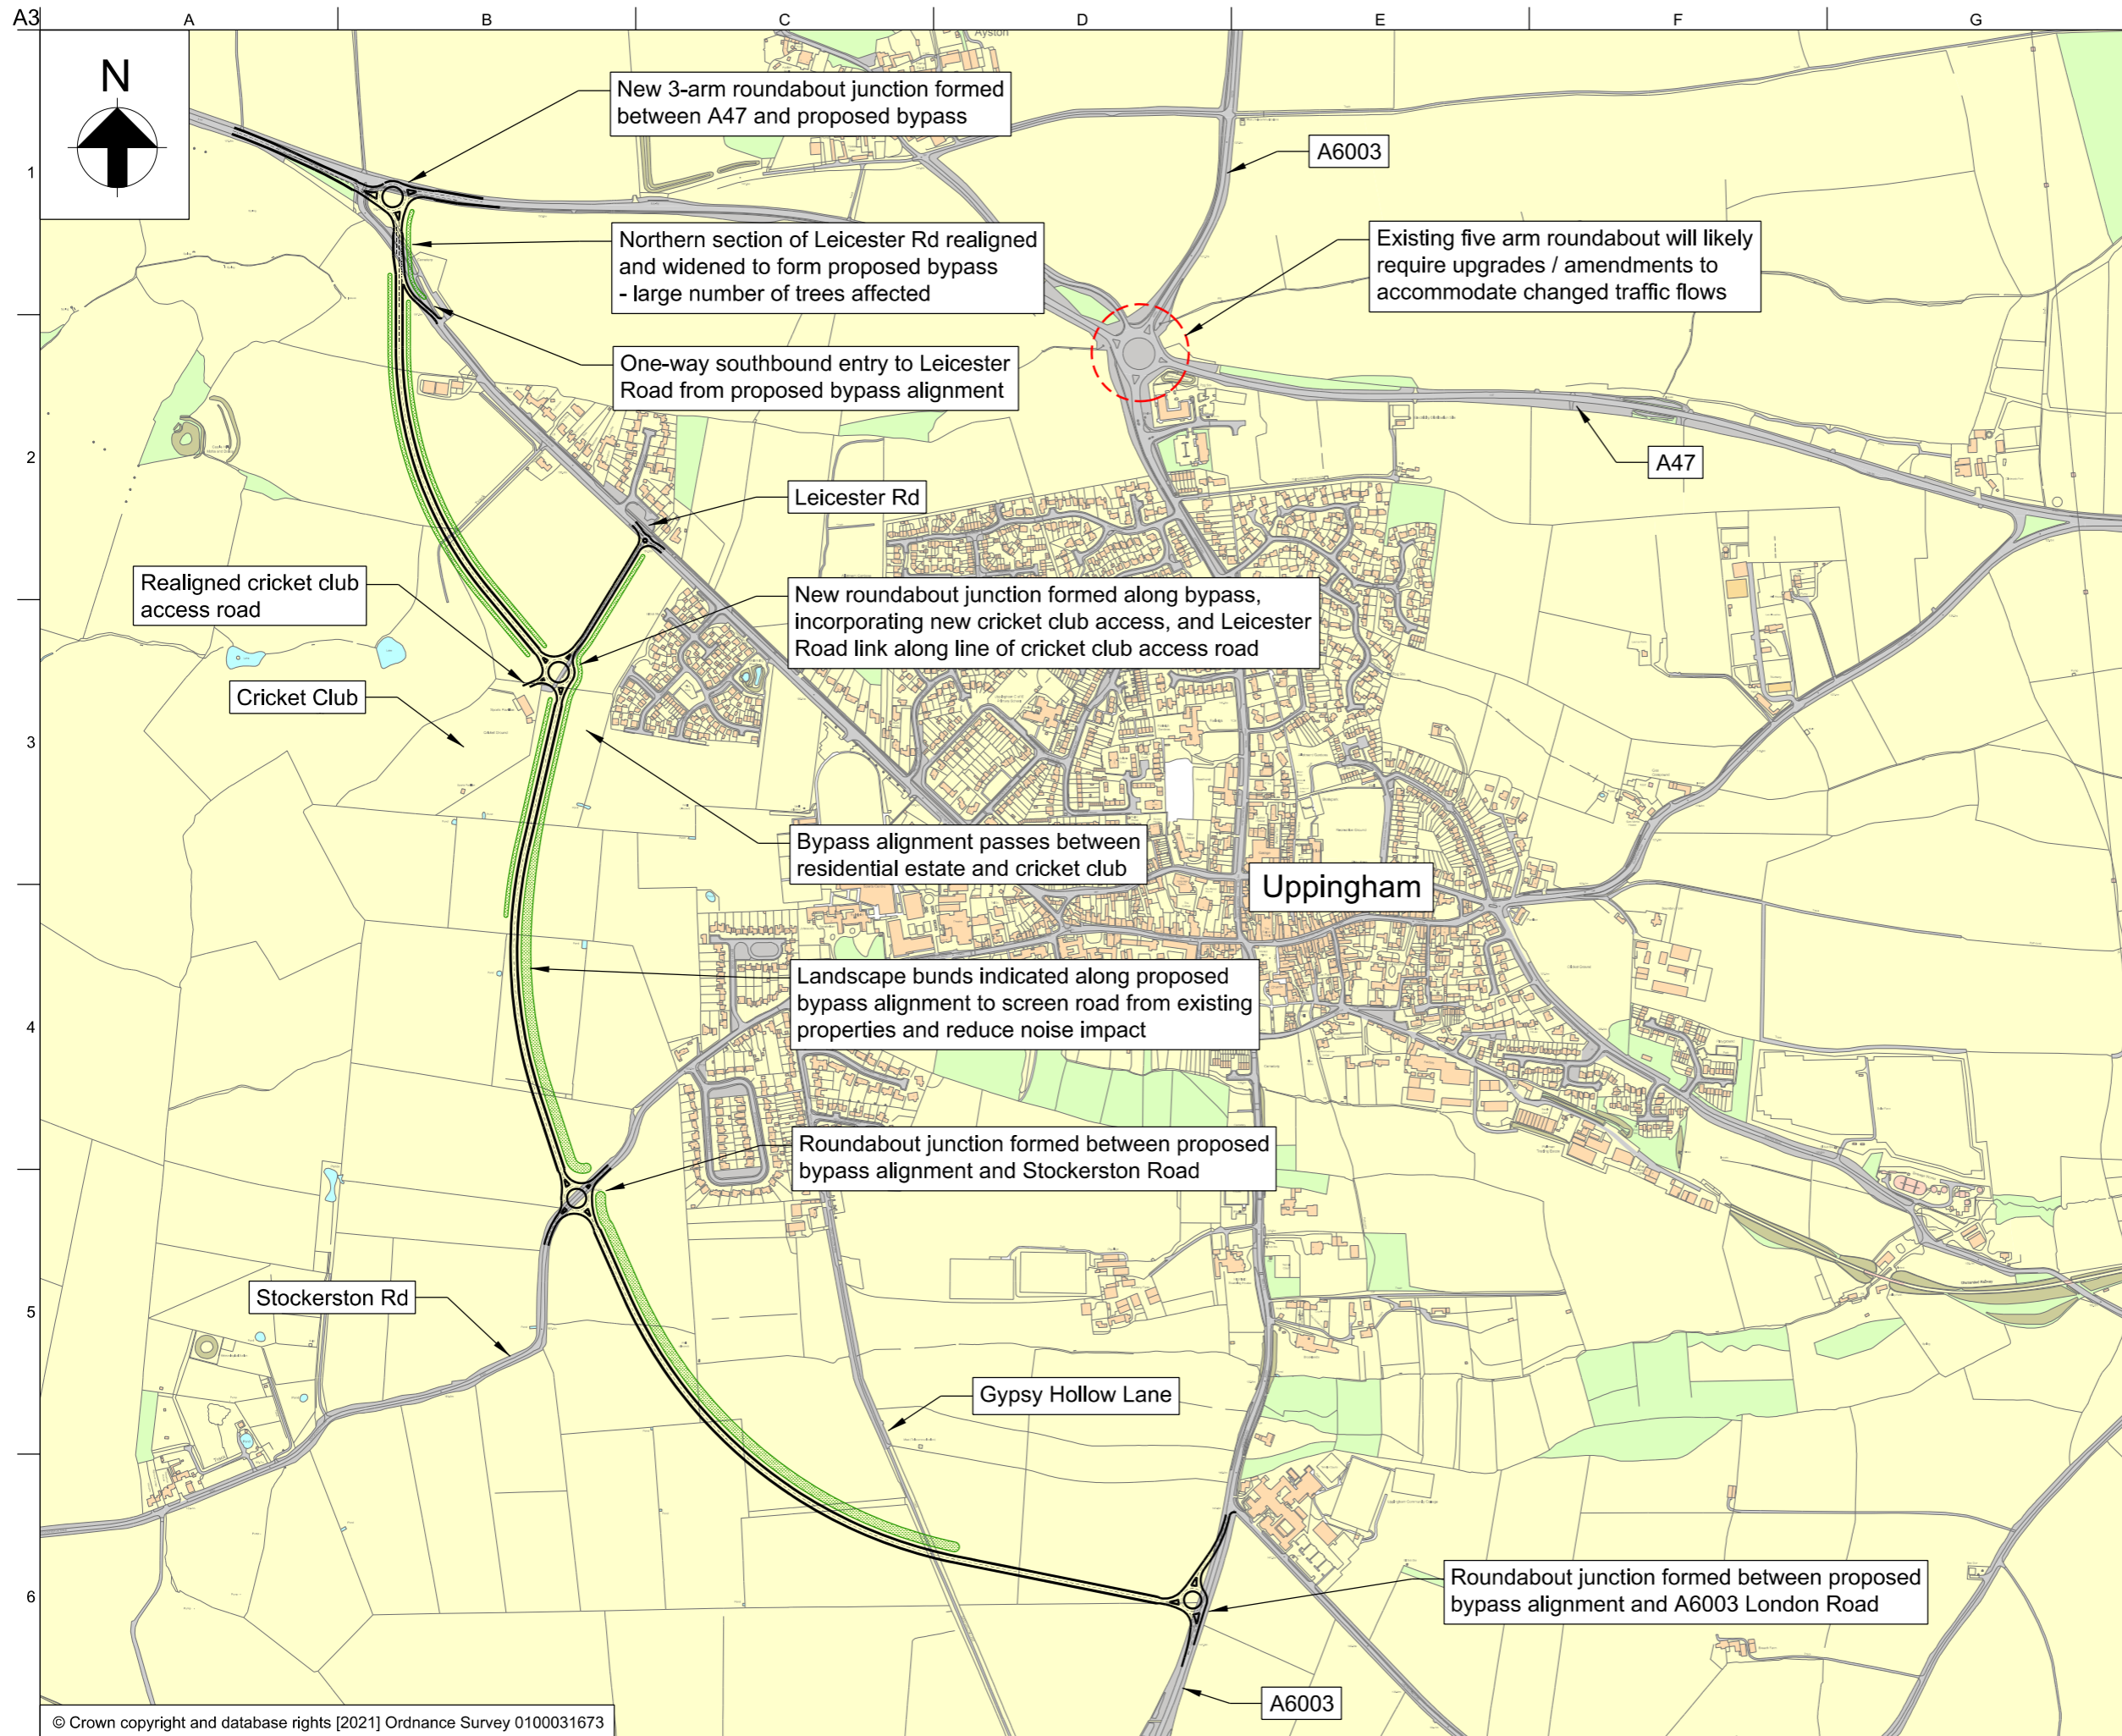 A3
A
B
C
D
E
F
G
Ayston
N
New 3-arm roundabout junction formed
between A47 and proposed bypass
1
A6003
Northern section of Leicester Rd realigned
and widened to form proposed bypass
- large number of trees affected
Existing five arm roundabout will likely
require upgrades / amendments to
accommodate changed traffic flows
One-way southbound entry to Leicester
Road from proposed bypass alignment
2
A47
Leicester Rd
Realigned cricket club
access road
New roundabout junction formed along bypass,
incorporating new cricket club access, and Leicester
Road link along line of cricket club access road
Cricket Club
3
Bypass alignment passes between
residential estate and cricket club
Uppingham
Landscape bunds indicated along proposed
bypass alignment to screen road from existing
properties and reduce noise impact
4
Roundabout junction formed between proposed
bypass alignment and Stockerston Road
Stockerston Rd
5
Gypsy Hollow Lane
6
Roundabout junction formed between proposed
bypass alignment and A6003 London Road
A6003
© Crown copyright and database rights [2021] Ordnance Survey 0100031673